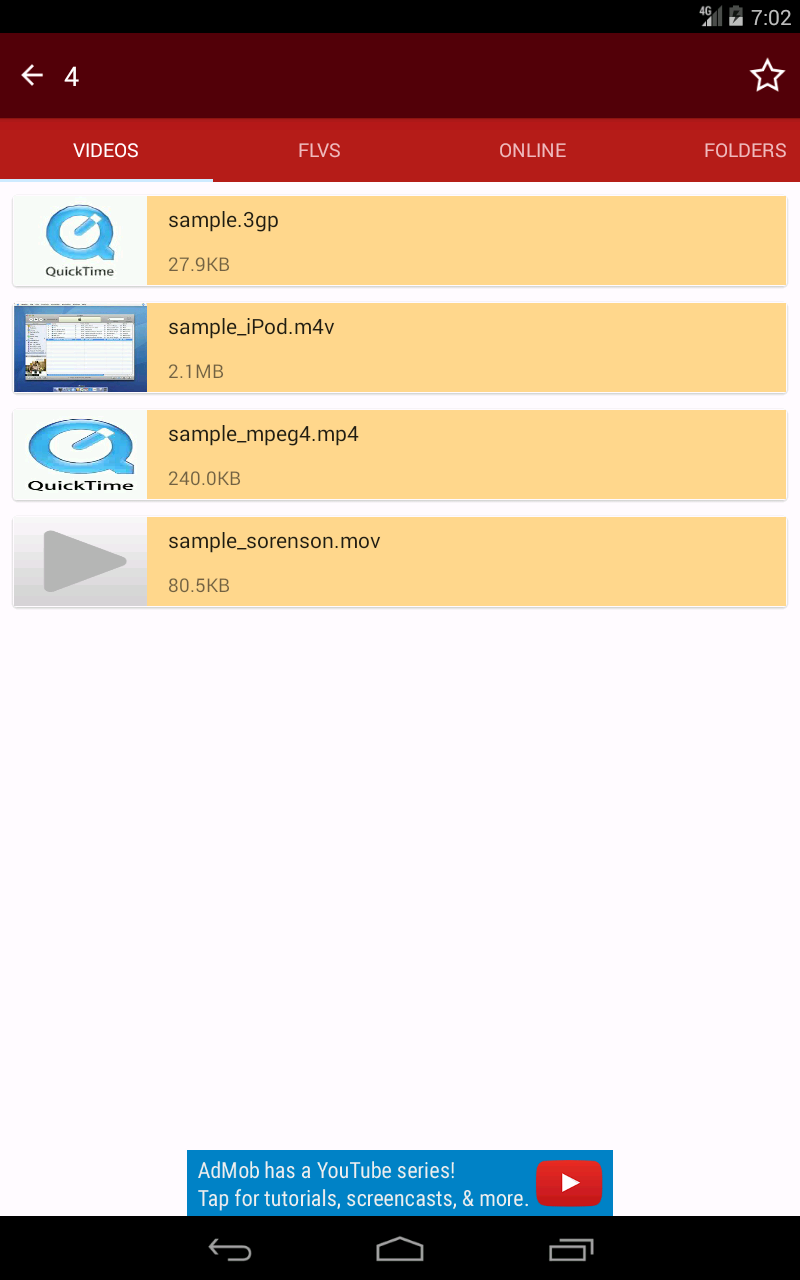 4G 7:02
4
VIDEOS FLVS ONLINE FOLDERS
QuickTime
sample.3gp
27.9KB
sample_iPod.m4v
2.1MB
QuickTime
sample_mpeg4.mp4
240.0KB
sample_sorenson.mov
80.5KB
AdMob has a YouTube series!
Tap for tutorials, screencasts, & more.